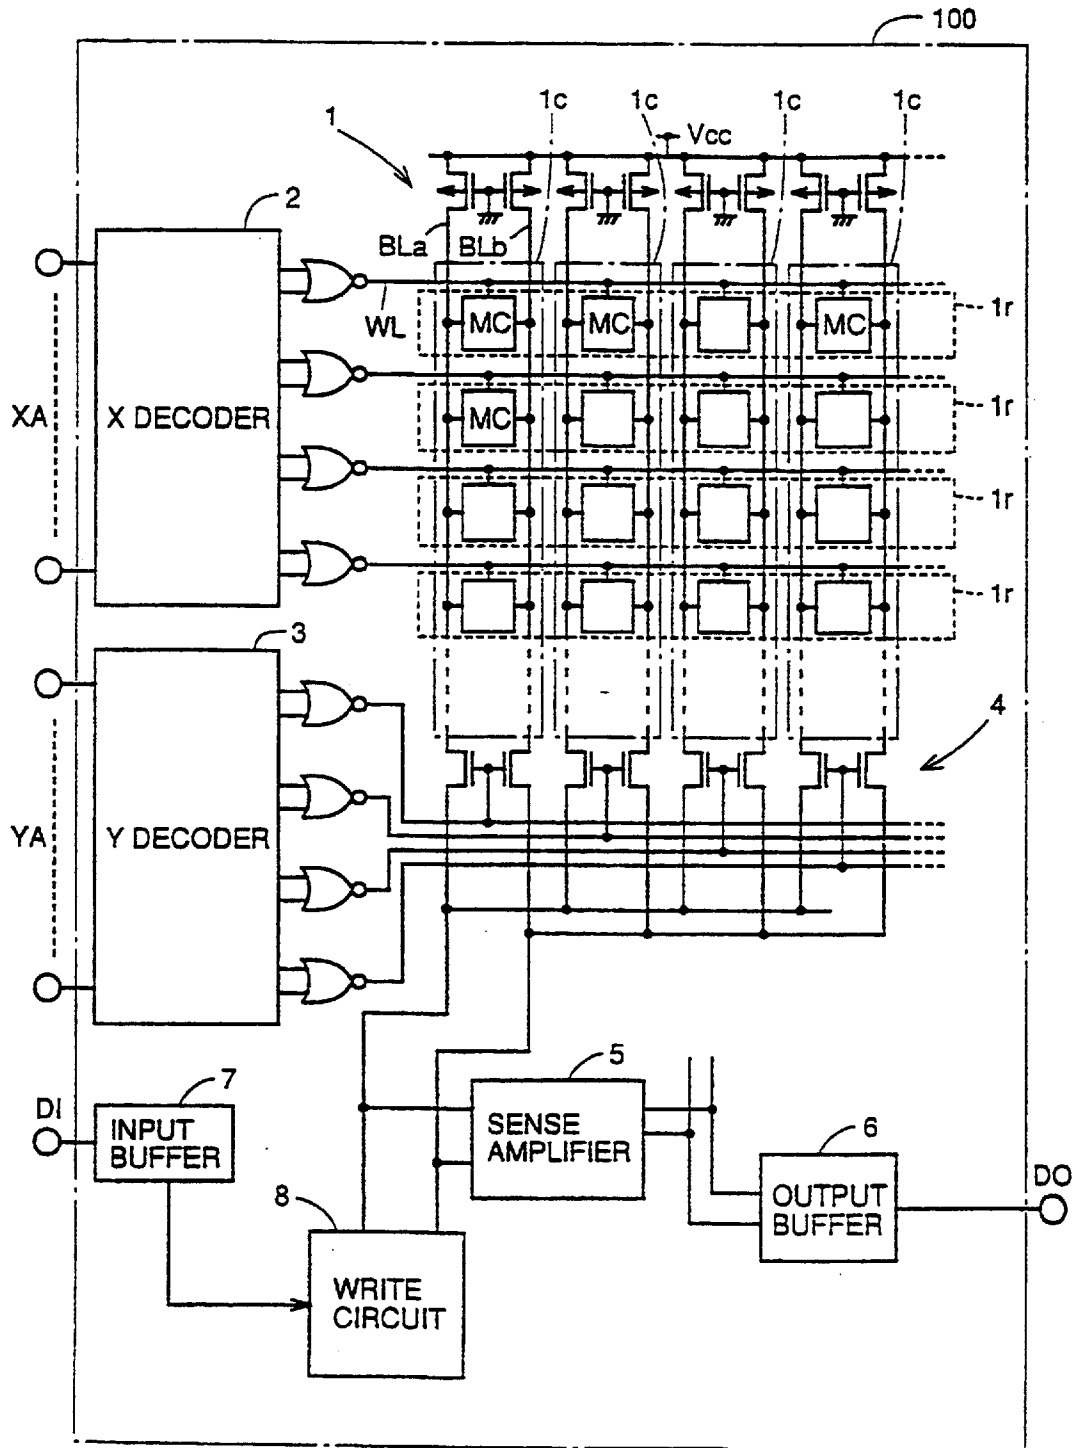 100
1
1c
1c
1c
1c
Vcc
2
BLa
BLb
WL
MC
MC
MC
1r
XA
X DECODER
MC
1r
1r
1r
3
4
YA
Y DECODER
5
7
DI
INPUT
BUFFER
SENSE
AMPLIFIER
6
8
OUTPUT
BUFFER
DO
WRITE
CIRCUIT